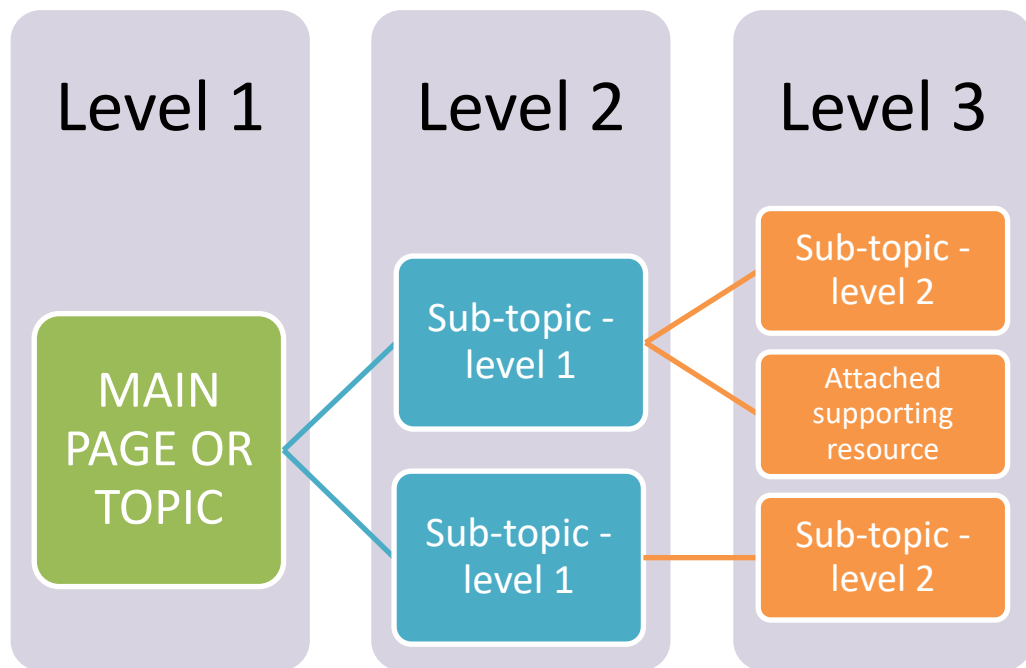 Level 1
Level 2
Level 3
MAIN
PAGE OR
TOPIC
Sub-topic -
level 1
Sub-topic -
level 1
Sub-topic -
level 2
Attached
supporting
resource
Sub-topic -
level 2